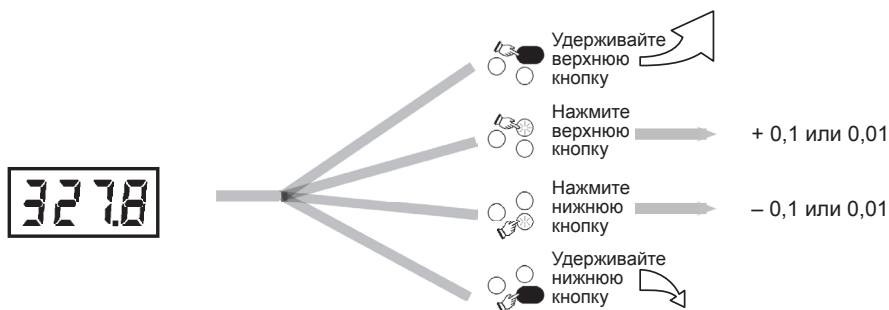 Удерживайте
верхнюю
кнопку
Нажмите
верхнюю
кнопку
+ 0,1 или 0,01
327.8
Нажмите
нижнюю
кнопку
– 0,1 или 0,01
Удерживайте
нижнюю
кнопку